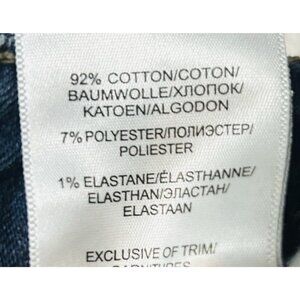 92% COTTON/COTON/
BAUMWOLLE/ХЛОПОК/
KATOEN/ALGODON
7% POLYESTER/ПОЛИЭСТЕР/
POLIESTER
1% ELASTANE/ÉLASTHANNE/
ELASTHAN/ЭЛАСТАН/
ELASTAAN
EXCLUSIVE OF TRIM/